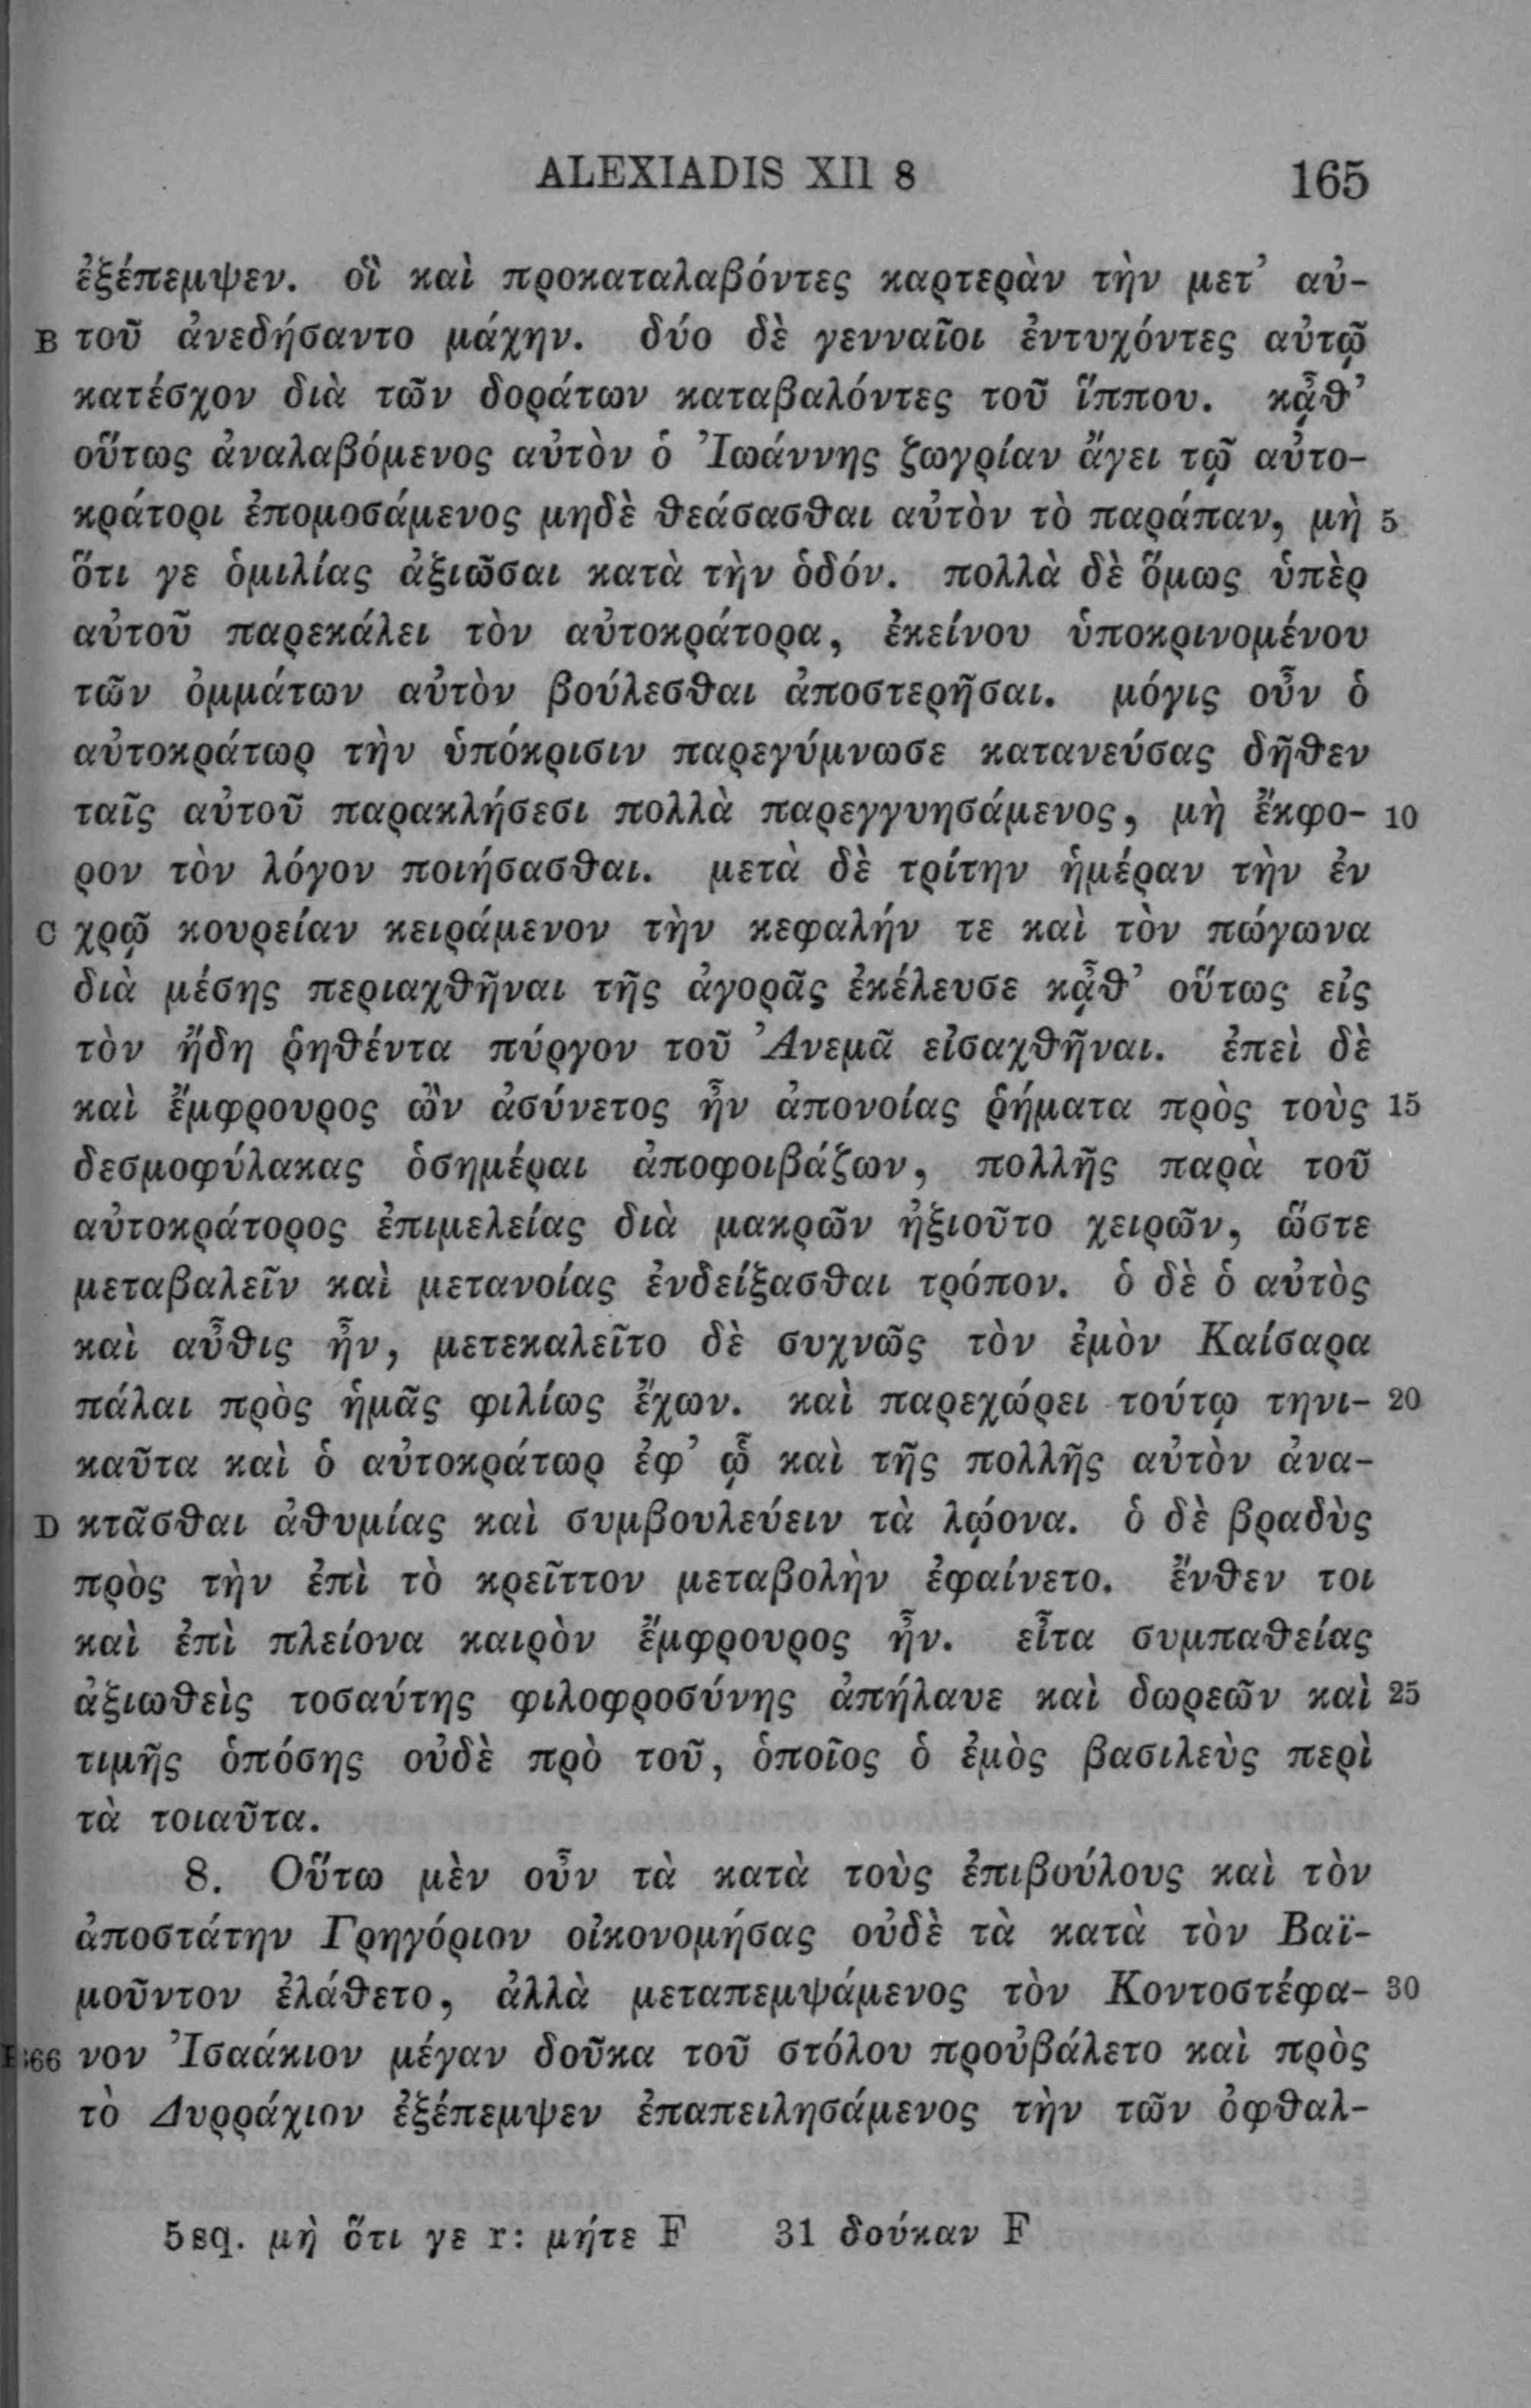 ALEXIADIS XII 8 165
ἐξέπεμψεν. οἳ καὶ προκαταλαβόντες καρτερὰν τὴν μετ’ αὐ-
B τοῦ ἀνεδήσαντο μάχην. δύο δὲ γενναῖοι ἐντυχόντες αὐτῷ
κατέσχον διὰ τῶν δοράτων καταβαλόντες τοῦ ἵππου. κᾆθ’
οὕτως ἀναλαβόμενος αὐτὸν ὁ Ἰωάννης ζωγρίαν ἄγει τῷ αὐτο-
κράτορι ἐπομοσάμενος μηδὲ θεάσασθαι αὐτὸν τὸ παράπαν, μὴ 5
ὅτι γε ὁμιλίας ἀξιῶσαι κατὰ τὴν ὁδόν. πολλὰ δὲ ὅμως ὑπὲρ
αὐτοῦ παρεκάλει τὸν αὐτοκράτορα, ἐκείνου ὑποκρινομένου
τῶν ὀμμάτων αὐτὸν βούλεσθαι ἀποστερῆσαι. μόγις οὖν ὁ
αὐτοκράτωρ τὴν ὑπόκρισιν παρεγύμνωσε κατανεύσας δῆθεν
ταῖς αὐτοῦ παρακλήσεσι πολλὰ παρεγγυησάμενος, μὴ ἔκφο- 10
ρον τὸν λόγον ποιήσασθαι. μετὰ δὲ τρίτην ἡμέραν τὴν ἐν
C χρῷ κουρείαν κειράμενον τὴν κεφαλήν τε καὶ τὸν πώγωνα
διὰ μέσης περιαχθῆναι τῆς ἀγορᾶς ἐκέλευσε κᾆθ’ οὕτως εἰς
τὸν ἤδη ῥηθέντα πύργον τοῦ Ἀνεμᾶ εἰσαχθῆναι. ἐπεὶ δὲ
καὶ ἔμφρουρος ὢν ἀσύνετος ἦν ἀπονοίας ῥήματα πρὸς τοὺς 15
δεσμοφύλακας ὁσημέραι ἀποφοιβάζων, πολλῆς παρὰ τοῦ
αὐτοκράτορος ἐπιμελείας διὰ μακρῶν ἠξιοῦτο χειρῶν, ὥστε
μεταβαλεῖν καὶ μετανοίας ἐνδείξασθαι τρόπον. ὁ δὲ ὁ αὐτὸς
καὶ αὖθις ἦν, μετεκαλεῖτο δὲ συχνῶς τὸν ἐμὸν Καίσαρα
πάλαι πρὸς ἡμᾶς φιλίως ἔχων. καὶ παρεχώρει τούτῳ τηνι- 20
καῦτα καὶ ὁ αὐτοκράτωρ ἐφ’ ᾧ καὶ τῆς πολλῆς αὐτὸν ἀνα-
D κτᾶσθαι ἀθυμίας καὶ συμβουλεύειν τὰ λῴονα. ὁ δὲ βραδὺς
πρὸς τὴν ἐπὶ τὸ κρεῖττον μεταβολὴν ἐφαίνετο. ἔνθεν τοι
καὶ ἐπὶ πλείονα καιρὸν ἔμφρουρος ἦν. εἶτα συμπαθείας
ἀξιωθεὶς τοσαύτης φιλοφροσύνης ἀπήλαυε καὶ δωρεῶν καὶ 25
τιμῆς ὁπόσης οὐδὲ πρὸ τοῦ, ὁποῖος ὁ ἐμὸς βασιλεὺς περὶ
τὰ τοιαῦτα.
8. Οὕτω μὲν οὖν τὰ κατὰ τοὺς ἐπιβούλους καὶ τὸν
ἀποστάτην Γρηγόριον οἰκονομήσας οὐδὲ τὰ κατὰ τὸν Βαϊ-
μοῦντον ἐλάθετο, ἀλλὰ μεταπεμψάμενος τὸν Κοντοστέφα- 30
νον Ἰσαάκιον μέγαν δοῦκα τοῦ στόλου προὐβάλετο καὶ πρὸς
τὸ Δυρράχιον ἐξέπεμψεν ἐπαπειλησάμενος τὴν τῶν ὀφθαλ-
5 sq. μὴ ὅτι γε r: μήτε F 31 δούκαν F